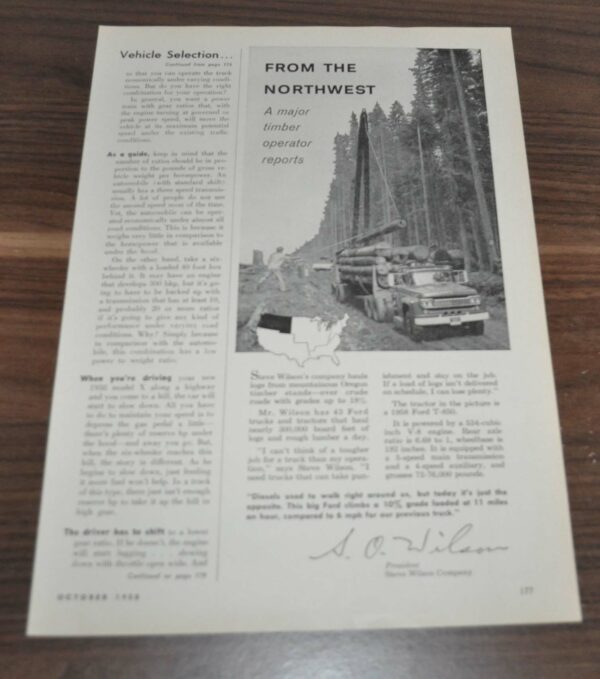 Vehicle Selection...
Continued from page 174
so that you can operate the truck
economically under varying condi-
tions. But do you have the right
combination for your operation?
In general, you want a power
train with gear ratios that, with
the engine turning at governed or
peak power speed, will move the
vehicle at its maximum potential
speed under the existing traffic
conditions.
As a guide, keep in mind that the
number of ratios should be in pro-
portion to the pounds of gross ve-
hicle weight per horsepower. An
automobile (with standard shift)
usually has a three speed transmis-
sion. A lot of people do not use
the second speed most of the time.
Yet, the automobile can be oper-
ated economically under almost all
road conditions. This is because it
weighs very little in comparison to
the horsepower that is available
under the hood.
On the other hand, take a six-
wheeler with a loaded 40 foot box
behind it. It may have an engine
that develops 300 bhp, but it's go-
ing to have to be backed up with
a transmission that has at least 10,
and probably 20 or more ratios
if it's going to give any kind of
performance under varying road
conditions. Why? Simply because
in comparison with the automo-
bile, this combination has a low
power to weight ratio.
When you're driving your new
1958 model X along a highway
and you come to a hill, the car will
start to slow down. All you have
to do to maintain your speed is to
depress the gas pedal a little—
there's plenty of reserve hp under
the hood—and away you go. But,
when the six-wheeler reaches this
hill, the story is different. As he
begins to slow down, just feeding
it more fuel won't help. In a truck
of this type, there just isn't enough
reserve hp to take it up the hill in
high gear.
The driver has to shift to a lower
gear ratio. If he doesn't, the engine
will start lugging . . . slowing
down with throttle open wide. And
Continued on page 178
OCTOBER 1958
FROM THE
NORTHWEST
A major
timber
operator
reports
Steve Wilson's company hauls
logs from mountainous Oregon
timber stands—over crude
roads with grades up to 18%.
Mr. Wilson has 43 Ford
trucks and tractors that haul
nearly 300,000 board feet of
logs and rough lumber a day.
"I can't think of a tougher
job for a truck than my opera-
tion," says Steve Wilson. "I
need trucks that can take pun-
ishment and stay on the job.
If a load of logs isn't delivered
on schedule, I can lose plenty."
The tractor in the picture is
a 1958 Ford T-850.
It is powered by a 534-cubic-
inch V-8 engine. Rear axle
ratio is wheelbase is
192 inches. It is equipped with
a 5-speed main transmission
and a 4-speed auxiliary, and
grosses 72-76,000 pounds.
"Diesels used to walk right around us, but today it's just the
opposite. This big Ford climbs a 10% grade loaded at 11 miles
an hour, compared to 6 mph for our previous truck."
S. O. Wilson
President
Steve Wilson Company
177